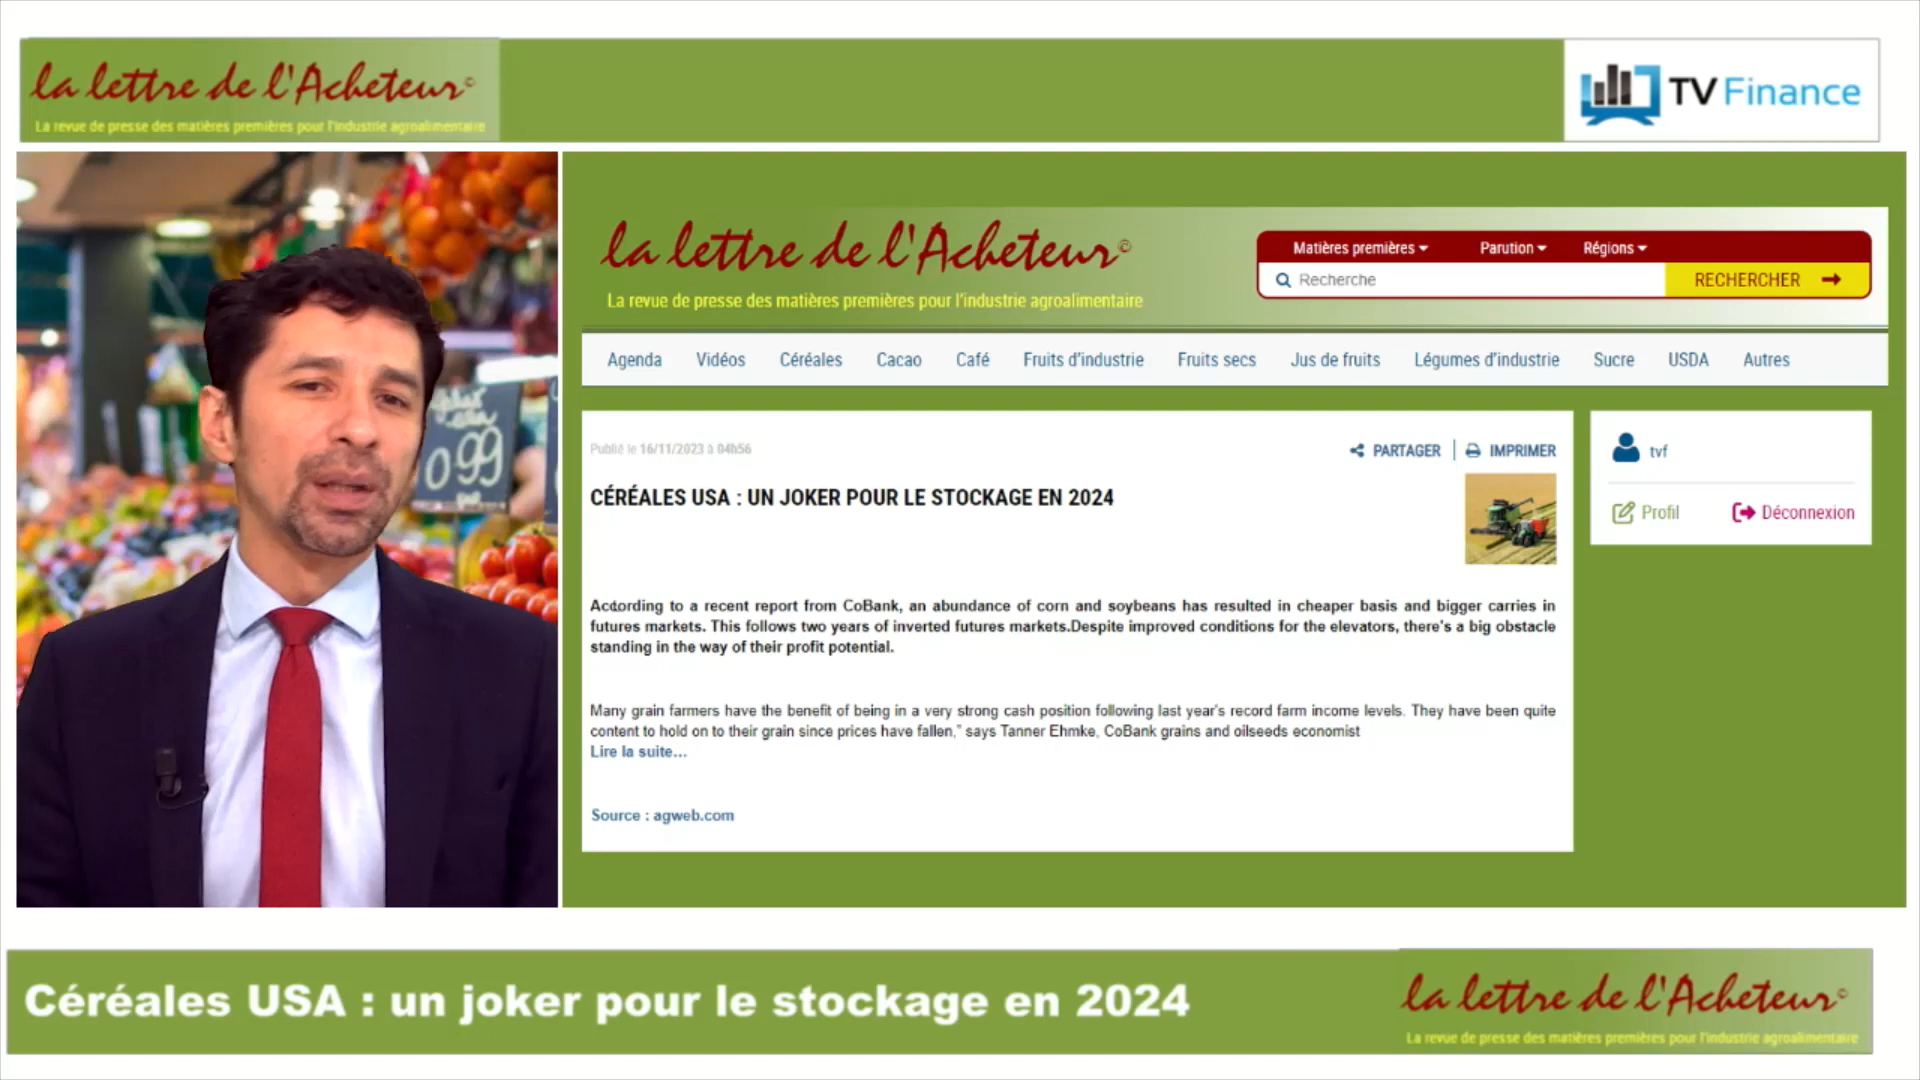 la lettre de l'Acheteur©
La revue de presse des matières premières pour l'industrie agroalimentaire
TV Finance
0,99
la lettre de l'Acheteur©
La revue de presse des matières premières pour l'industrie agroalimentaire
Matières premières Parution Régions
Recherche RECHERCHER
Agenda Vidéos Céréales Cacao Café Fruits d'industrie Fruits secs Jus de fruits Légumes d'industrie Sucre USDA Autres
Publié le 16/11/2023 à 04h56
PARTAGER IMPRIMER
CÉRÉALES USA : UN JOKER POUR LE STOCKAGE EN 2024
According to a recent report from CoBank, an abundance of corn and soybeans has resulted in cheaper basis and bigger carries in
futures markets. This follows two years of inverted futures markets.Despite improved conditions for the elevators, there's a big obstacle
standing in the way of their profit potential.
Many grain farmers have the benefit of being in a very strong cash position following last year's record farm income levels. They have been quite
content to hold on to their grain since prices have fallen," says Tanner Ehmke, CoBank grains and oilseeds economist
Lire la suite...
Source : agweb.com
tvf
Profil Déconnexion
Céréales USA : un joker pour le stockage en 2024
la lettre de l'Acheteur©
La revue de presse des matières premières pour l'industrie agroalimentaire